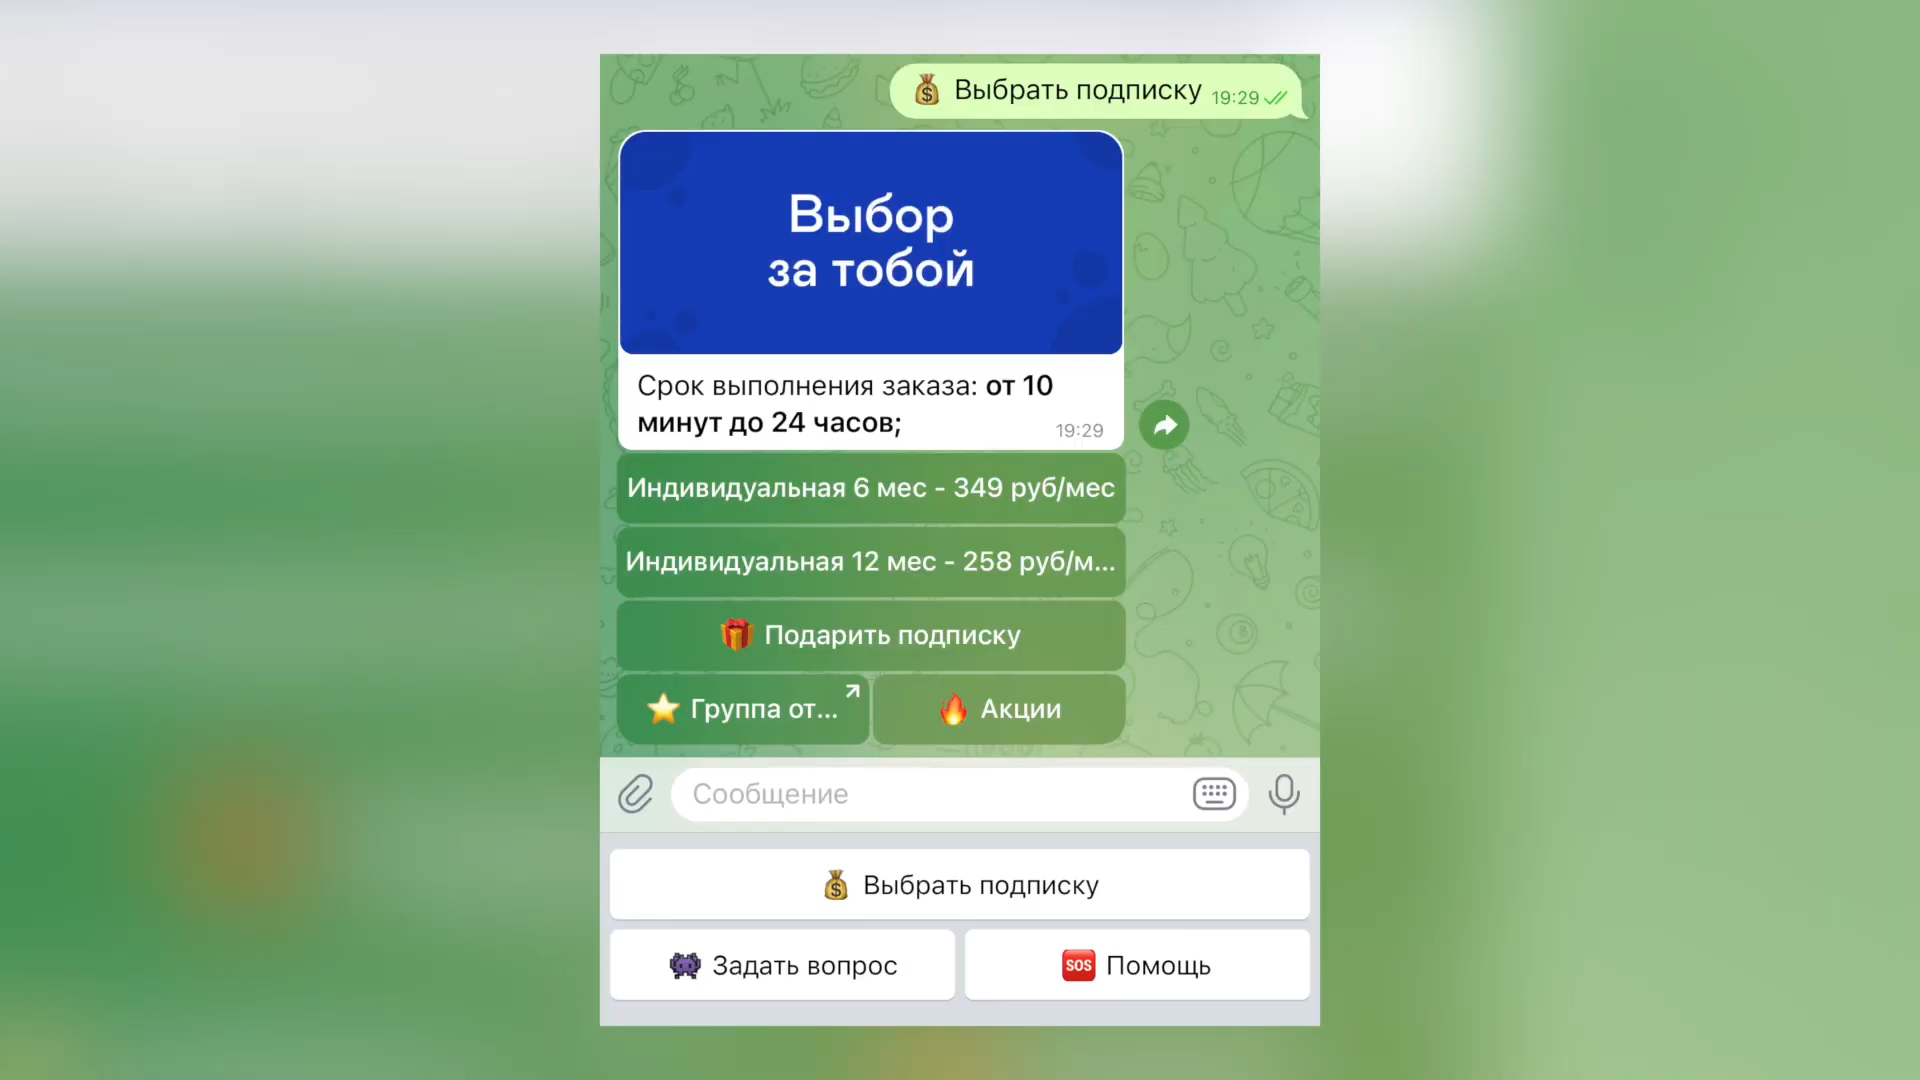 💰 Выбрать подписку 19:29
Выбор
за тобой
Срок выполнения заказа: от 10
минут до 24 часов;
19:29
Индивидуальная 6 мес - 349 руб/мес
Индивидуальная 12 мес - 258 руб/м...
🎁 Подарить подписку
⭐ Группа от...
🔥 Акции
Сообщение
💰 Выбрать подписку
👾 Задать вопрос
🆘 Помощь